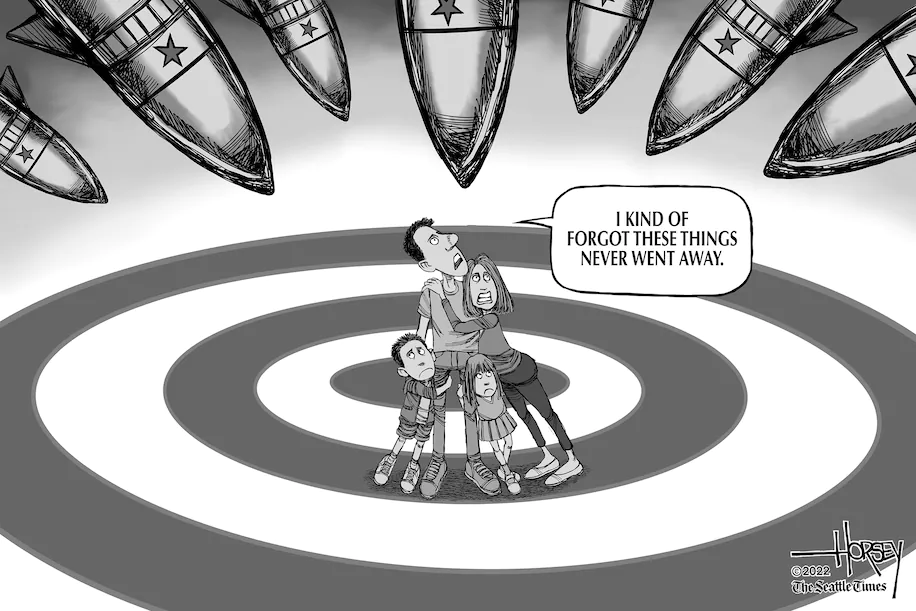 I KIND OF
FORGOT THESE THINGS
NEVER WENT AWAY.
HORSEY
©2022
The Seattle Times